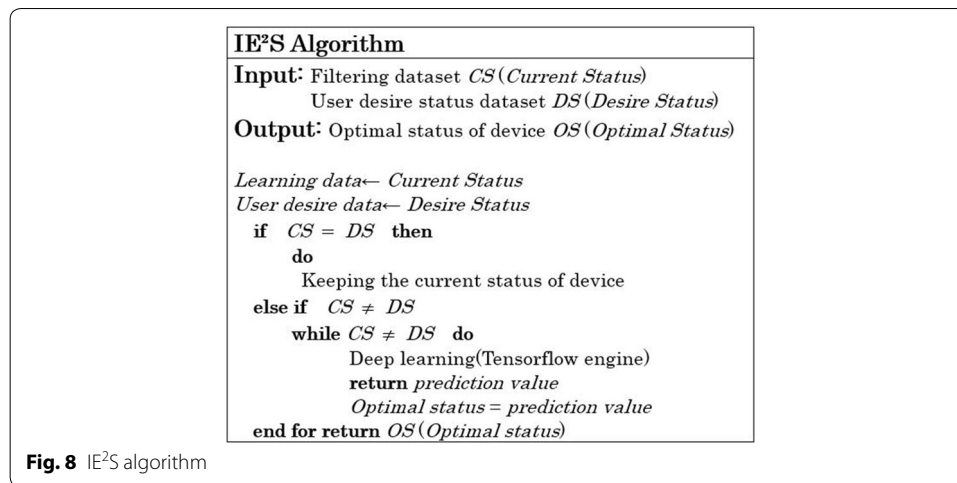 IE²S Algorithm
Input: Filtering dataset CS(Current Status)
User desire status dataset DS(Desire Status)
Output: Optimal status of device OS(Optimal Status)
Learning data← Current Status
User desire data← Desire Status
if CS = DS then
do
Keeping the current status of device
else if CS ≠ DS
while CS ≠ DS do
Deep learning(Tensorflow engine)
return prediction value
Optimal status = prediction value
end for return OS(Optimal status)
Fig. 8 IE²S algorithm